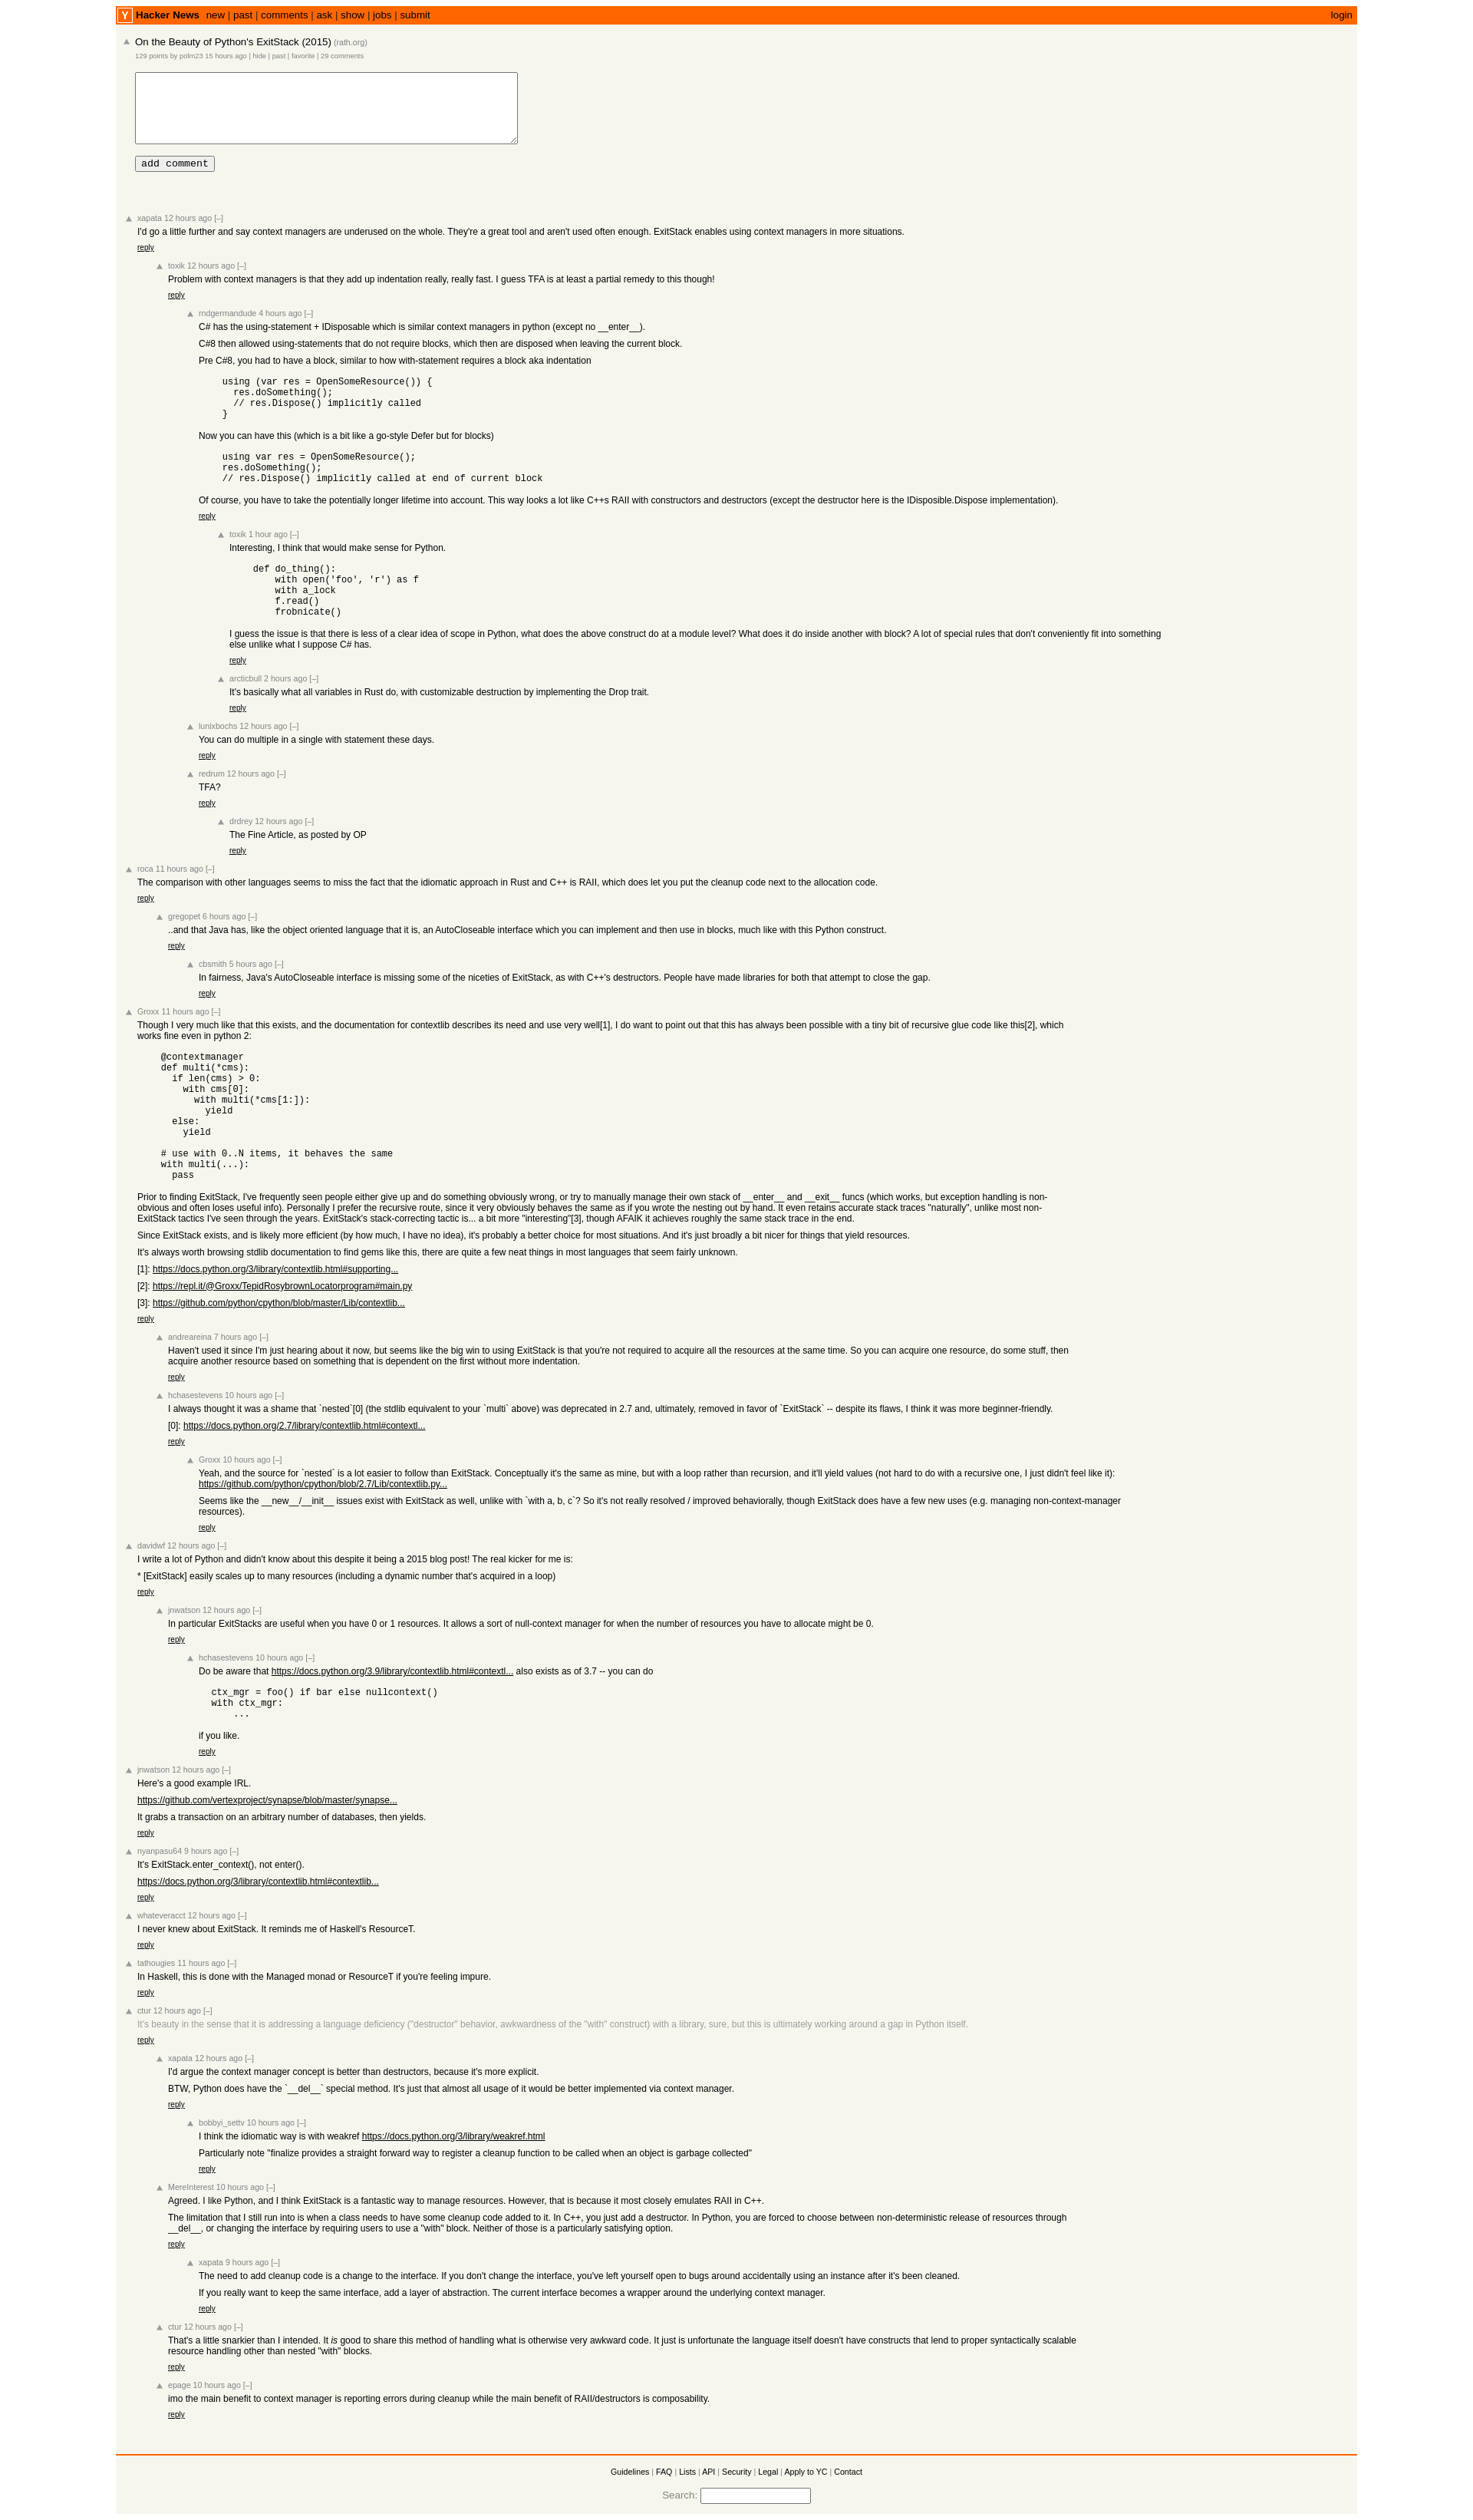 Y Hacker News new | past | comments | ask | show | jobs | submit login
On the Beauty of Python's ExitStack (2015) (rath.org)
129 points by polm23 15 hours ago | hide | past | favorite | 29 comments
add comment
xapata 12 hours ago [–]
I'd go a little further and say context managers are underused on the whole. They're a great tool and aren't used often enough. ExitStack enables using context managers in more situations.
reply
toxik 12 hours ago [–]
Problem with context managers is that they add up indentation really, really fast. I guess TFA is at least a partial remedy to this though!
reply
rndgermandude 4 hours ago [–]
C# has the using-statement + IDisposable which is similar context managers in python (except no __enter__).
C#8 then allowed using-statements that do not require blocks, which then are disposed when leaving the current block.
Pre C#8, you had to have a block, similar to how with-statement requires a block aka indentation
using (var res = OpenSomeResource()) {
res.doSomething();
// res.Dispose() implicitly called
}
Now you can have this (which is a bit like a go-style Defer but for blocks)
using var res = OpenSomeResource();
res.doSomething();
// res.Dispose() implicitly called at end of current block
Of course, you have to take the potentially longer lifetime into account. This way looks a lot like C++s RAII with constructors and destructors (except the destructor here is the IDisposible.Dispose implementation).
reply
toxik 1 hour ago [–]
Interesting, I think that would make sense for Python.
def do_thing():
with open('foo', 'r') as f
with a_lock
f.read()
frobnicate()
I guess the issue is that there is less of a clear idea of scope in Python, what does the above construct do at a module level? What does it do inside another with block? A lot of special rules that don't conveniently fit into something
else unlike what I suppose C# has.
reply
arcticbull 2 hours ago [–]
It's basically what all variables in Rust do, with customizable destruction by implementing the Drop trait.
reply
lunixbochs 12 hours ago [–]
You can do multiple in a single with statement these days.
reply
redrum 12 hours ago [–]
TFA?
reply
drdrey 12 hours ago [–]
The Fine Article, as posted by OP
reply
roca 11 hours ago [–]
The comparison with other languages seems to miss the fact that the idiomatic approach in Rust and C++ is RAII, which does let you put the cleanup code next to the allocation code.
reply
gregopet 6 hours ago [–]
..and that Java has, like the object oriented language that it is, an AutoCloseable interface which you can implement and then use in blocks, much like with this Python construct.
reply
cbsmith 5 hours ago [–]
In fairness, Java's AutoCloseable interface is missing some of the niceties of ExitStack, as with C++'s destructors. People have made libraries for both that attempt to close the gap.
reply
Groxx 11 hours ago [–]
Though I very much like that this exists, and the documentation for contextlib describes its need and use very well[1], I do want to point out that this has always been possible with a tiny bit of recursive glue code like this[2], which
works fine even in python 2:
@contextmanager
def multi(*cms):
if len(cms) > 0:
with cms[0]:
with multi(*cms[1:]):
yield
else:
yield
# use with 0..N items, it behaves the same
with multi(...):
pass
Prior to finding ExitStack, I've frequently seen people either give up and do something obviously wrong, or try to manually manage their own stack of __enter__ and __exit__ funcs (which works, but exception handling is non-
obvious and often loses useful info). Personally I prefer the recursive route, since it very obviously behaves the same as if you wrote the nesting out by hand. It even retains accurate stack traces "naturally", unlike most non-
ExitStack tactics I've seen through the years. ExitStack's stack-correcting tactic is... a bit more "interesting"[3], though AFAIK it achieves roughly the same stack trace in the end.
Since ExitStack exists, and is likely more efficient (by how much, I have no idea), it's probably a better choice for most situations. And it's just broadly a bit nicer for things that yield resources.
It's always worth browsing stdlib documentation to find gems like this, there are quite a few neat things in most languages that seem fairly unknown.
[1]: https://docs.python.org/3/library/contextlib.html#supporting...
[2]: https://repl.it/@Groxx/TepidRosybrownLocatorprogram#main.py
[3]: https://github.com/python/cpython/blob/master/Lib/contextlib...
reply
andreareina 7 hours ago [–]
Haven't used it since I'm just hearing about it now, but seems like the big win to using ExitStack is that you're not required to acquire all the resources at the same time. So you can acquire one resource, do some stuff, then
acquire another resource based on something that is dependent on the first without more indentation.
reply
hchasestevens 10 hours ago [–]
I always thought it was a shame that `nested`[0] (the stdlib equivalent to your `multi` above) was deprecated in 2.7 and, ultimately, removed in favor of `ExitStack` -- despite its flaws, I think it was more beginner-friendly.
[0]: https://docs.python.org/2.7/library/contextlib.html#contextl...
reply
Groxx 10 hours ago [–]
Yeah, and the source for `nested` is a lot easier to follow than ExitStack. Conceptually it's the same as mine, but with a loop rather than recursion, and it'll yield values (not hard to do with a recursive one, I just didn't feel like it):
https://github.com/python/cpython/blob/2.7/Lib/contextlib.py...
Seems like the __new__/__init__ issues exist with ExitStack as well, unlike with `with a, b, c`? So it's not really resolved / improved behaviorally, though ExitStack does have a few new uses (e.g. managing non-context-manager
resources).
reply
davidwf 12 hours ago [–]
I write a lot of Python and didn't know about this despite it being a 2015 blog post! The real kicker for me is:
* [ExitStack] easily scales up to many resources (including a dynamic number that's acquired in a loop)
reply
jnwatson 12 hours ago [–]
In particular ExitStacks are useful when you have 0 or 1 resources. It allows a sort of null-context manager for when the number of resources you have to allocate might be 0.
reply
hchasestevens 10 hours ago [–]
Do be aware that https://docs.python.org/3.9/library/contextlib.html#contextl... also exists as of 3.7 -- you can do
ctx_mgr = foo() if bar else nullcontext()
with ctx_mgr:
...
if you like.
reply
jnwatson 12 hours ago [–]
Here's a good example IRL.
https://github.com/vertexproject/synapse/blob/master/synapse...
It grabs a transaction on an arbitrary number of databases, then yields.
reply
nyanpasu64 9 hours ago [–]
It's ExitStack.enter_context(), not enter().
https://docs.python.org/3/library/contextlib.html#contextlib...
reply
whateveracct 12 hours ago [–]
I never knew about ExitStack. It reminds me of Haskell's ResourceT.
reply
tathougies 11 hours ago [–]
In Haskell, this is done with the Managed monad or ResourceT if you're feeling impure.
reply
ctur 12 hours ago [–]
It's beauty in the sense that it is addressing a language deficiency ("destructor" behavior, awkwardness of the "with" construct) with a library, sure, but this is ultimately working around a gap in Python itself.
reply
xapata 12 hours ago [–]
I'd argue the context manager concept is better than destructors, because it's more explicit.
BTW, Python does have the `__del__` special method. It's just that almost all usage of it would be better implemented via context manager.
reply
bobbyi_settv 10 hours ago [–]
I think the idiomatic way is with weakref https://docs.python.org/3/library/weakref.html
Particularly note "finalize provides a straight forward way to register a cleanup function to be called when an object is garbage collected"
reply
MereInterest 10 hours ago [–]
Agreed. I like Python, and I think ExitStack is a fantastic way to manage resources. However, that is because it most closely emulates RAII in C++.
The limitation that I still run into is when a class needs to have some cleanup code added to it. In C++, you just add a destructor. In Python, you are forced to choose between non-deterministic release of resources through
__del__, or changing the interface by requiring users to use a "with" block. Neither of those is a particularly satisfying option.
reply
xapata 9 hours ago [–]
The need to add cleanup code is a change to the interface. If you don't change the interface, you've left yourself open to bugs around accidentally using an instance after it's been cleaned.
If you really want to keep the same interface, add a layer of abstraction. The current interface becomes a wrapper around the underlying context manager.
reply
ctur 12 hours ago [–]
That's a little snarkier than I intended. It is good to share this method of handling what is otherwise very awkward code. It just is unfortunate the language itself doesn't have constructs that lend to proper syntactically scalable
resource handling other than nested "with" blocks.
reply
epage 10 hours ago [–]
imo the main benefit to context manager is reporting errors during cleanup while the main benefit of RAII/destructors is composability.
reply
Guidelines | FAQ | Lists | API | Security | Legal | Apply to YC | Contact
Search: